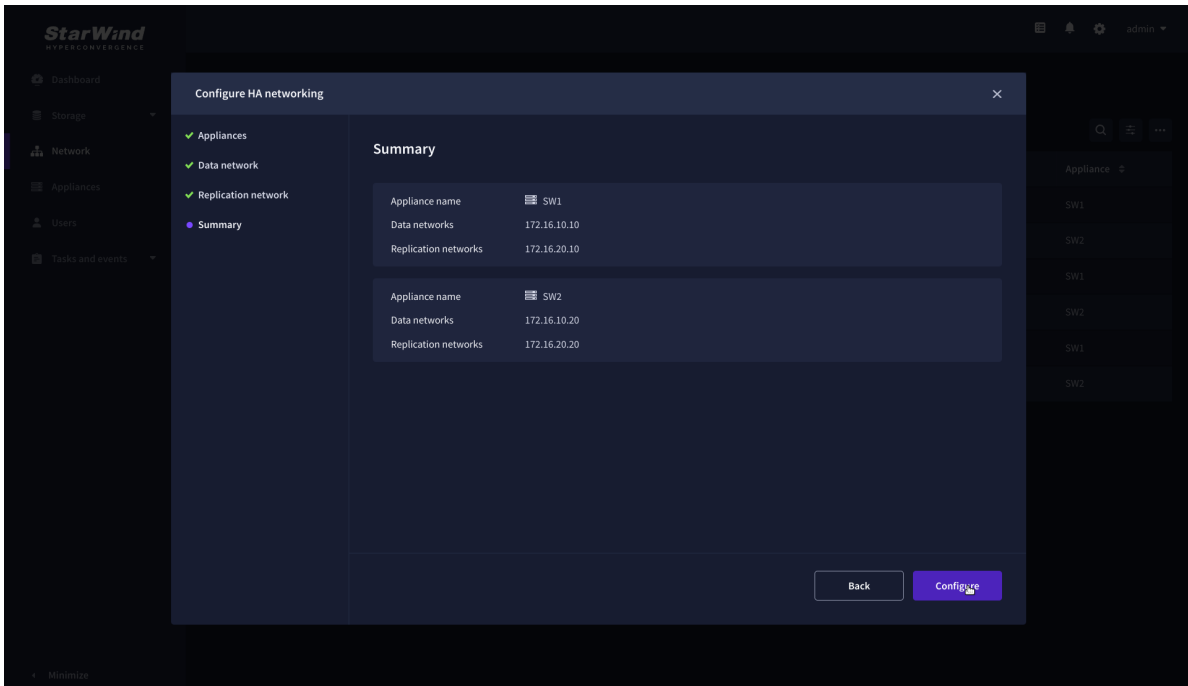 StarWind
HYPERCONVERGENCE
admin
Dashboard
Storage
Network
Appliances
Users
Tasks and events
Minimize
Configure HA networking
Appliances
Data network
Replication network
Summary
Summary
Appliance name SW1
Data networks 172.16.10.10
Replication networks 172.16.20.10
Appliance name SW2
Data networks 172.16.10.20
Replication networks 172.16.20.20
Back Configure
Appliance
SW1
SW2
SW1
SW2
SW1
SW2